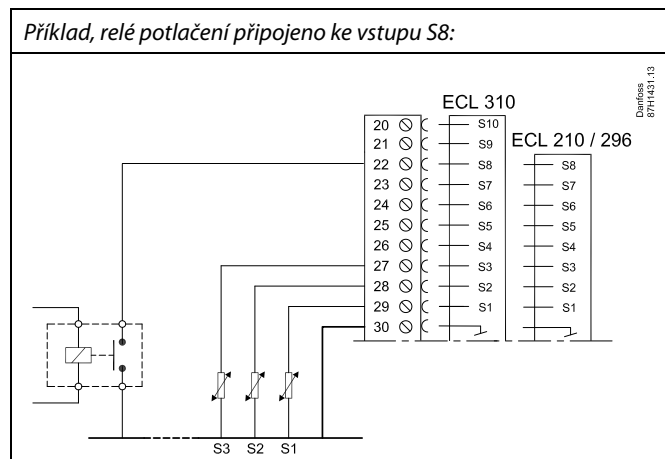 Příklad, relé potlačení připojeno ke vstupu S8:
Danfoss
87H1431.13
ECL 310
ECL 210 / 296
20 S10
21 S9
22 S8 S8
23 S7 S7
24 S6 S6
25 S5 S5
26 S4 S4
27 S3 S3
28 S2 S2
29 S1 S1
30
S3 S2 S1